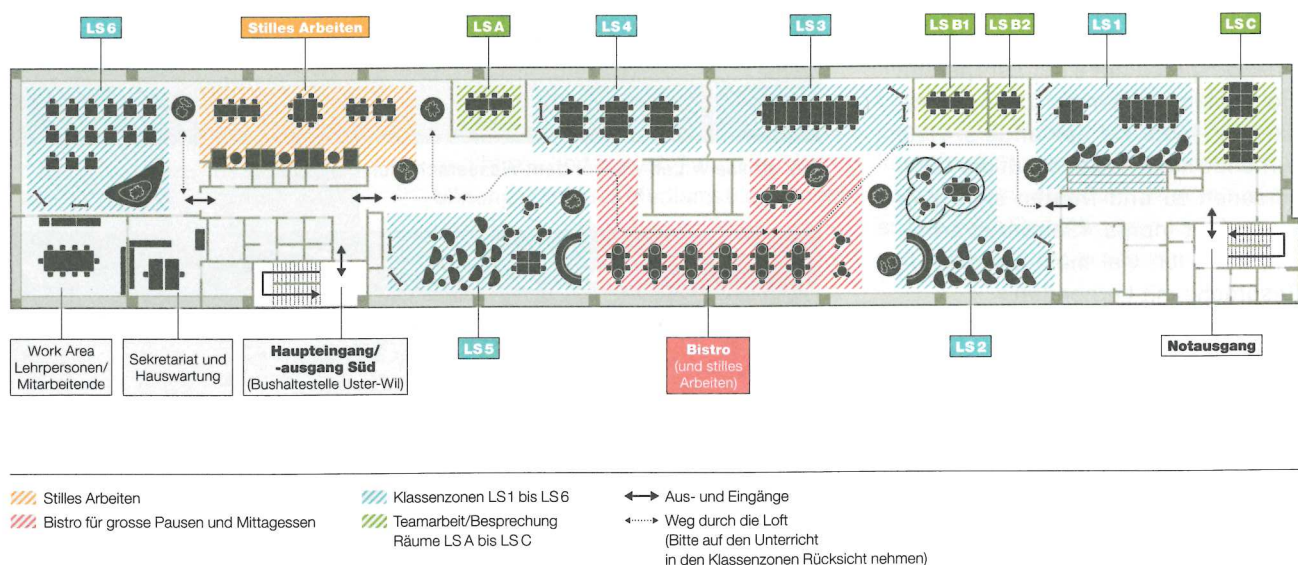 LS 6
Stilles Arbeiten
LS A
LS 4
LS 3
LS B1
LS B2
LS 1
LS C
Work Area
Lehrpersonen/
Mitarbeitende
Sekretariat und
Hauswartung
Haupteingang/
-ausgang Süd
(Bushaltestelle Uster-Wil)
LS 5
Bistro
(und stilles
Arbeiten)
LS 2
Notausgang
Stilles Arbeiten
Bistro für grosse Pausen und Mittagessen
Klassenzonen LS 1 bis LS 6
Teamarbeit/Besprechung
Räume LS A bis LS C
Aus- und Eingänge
Weg durch die Loft
(Bitte auf den Unterricht
in den Klassenzonen Rücksicht nehmen)